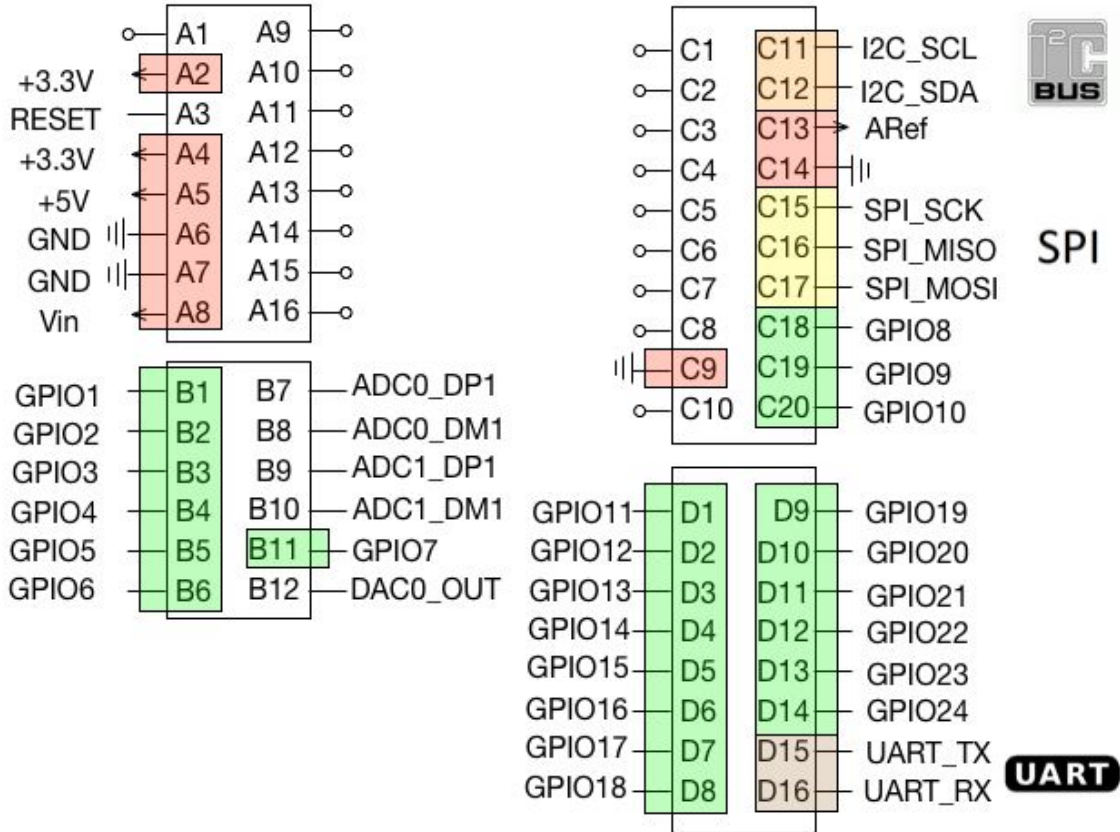 A1 A9
+3.3V A2 A10
RESET A3 A11
+3.3V A4 A12
+5V A5 A13
GND A6 A14
GND A7 A15
Vin A8 A16
GPIO1 B1 B7 ADC0_DP1
GPIO2 B2 B8 ADC0_DM1
GPIO3 B3 B9 ADC1_DP1
GPIO4 B4 B10 ADC1_DM1
GPIO5 B5 B11 GPIO7
GPIO6 B6 B12 DAC0_OUT
C1 C11 I2C_SCL
C2 C12 I2C_SDA
C3 C13 ARef
C4 C14
C5 C15 SPI_SCK
C6 C16 SPI_MISO
C7 C17 SPI_MOSI
C8 C18 GPIO8
C9 C19 GPIO9
C10 C20 GPIO10
I2C
BUS
SPI
GPIO11 D1 D9 GPIO19
GPIO12 D2 D10 GPIO20
GPIO13 D3 D11 GPIO21
GPIO14 D4 D12 GPIO22
GPIO15 D5 D13 GPIO23
GPIO16 D6 D14 GPIO24
GPIO17 D7 D15 UART_TX
GPIO18 D8 D16 UART_RX
UART